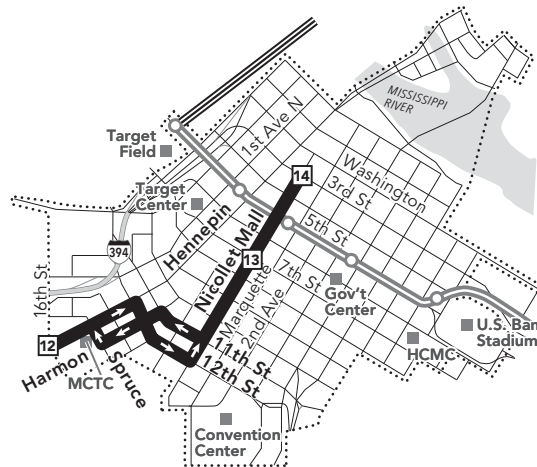 MISSISSIPPI
RIVER
1st Ave N
Target
Field
14
Washington
3rd St
Target
Center
Hennepin
Nicollet Mall
5th St
394
13
7th St
Marquette
2nd Ave
Gov't
Center
16th St
U.S. Ban
Stadium
HCMC
12
11th St
12th St
Harmon
MCTC
Spruce
Convention
Center